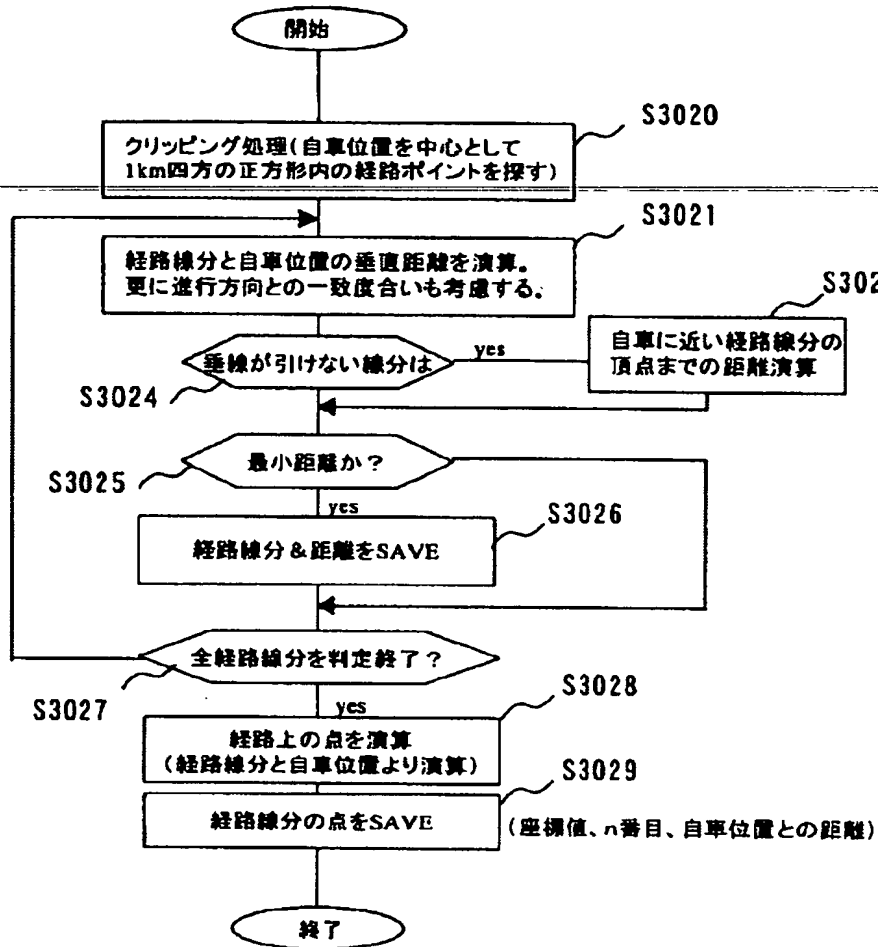 開始
S3020
クリッピング処理(自車位置を中心として
1km四方の正方形内の経路ポイントを探す)
S3021
経路線分と自車位置の垂直距離を演算。
更に進行方向との一致度合いも考慮する。
S302
垂線が引けない線分は
yes
自車に近い経路線分の
頂点までの距離演算
S3024
最小距離か?
S3025
yes
S3026
経路線分&距離をSAVE
全経路線分を判定終了?
S3027
yes
S3028
経路上の点を演算
(経路線分と自車位置より演算)
S3029
経路線分の点をSAVE
(座標値、n番目、自車位置との距離)
終了